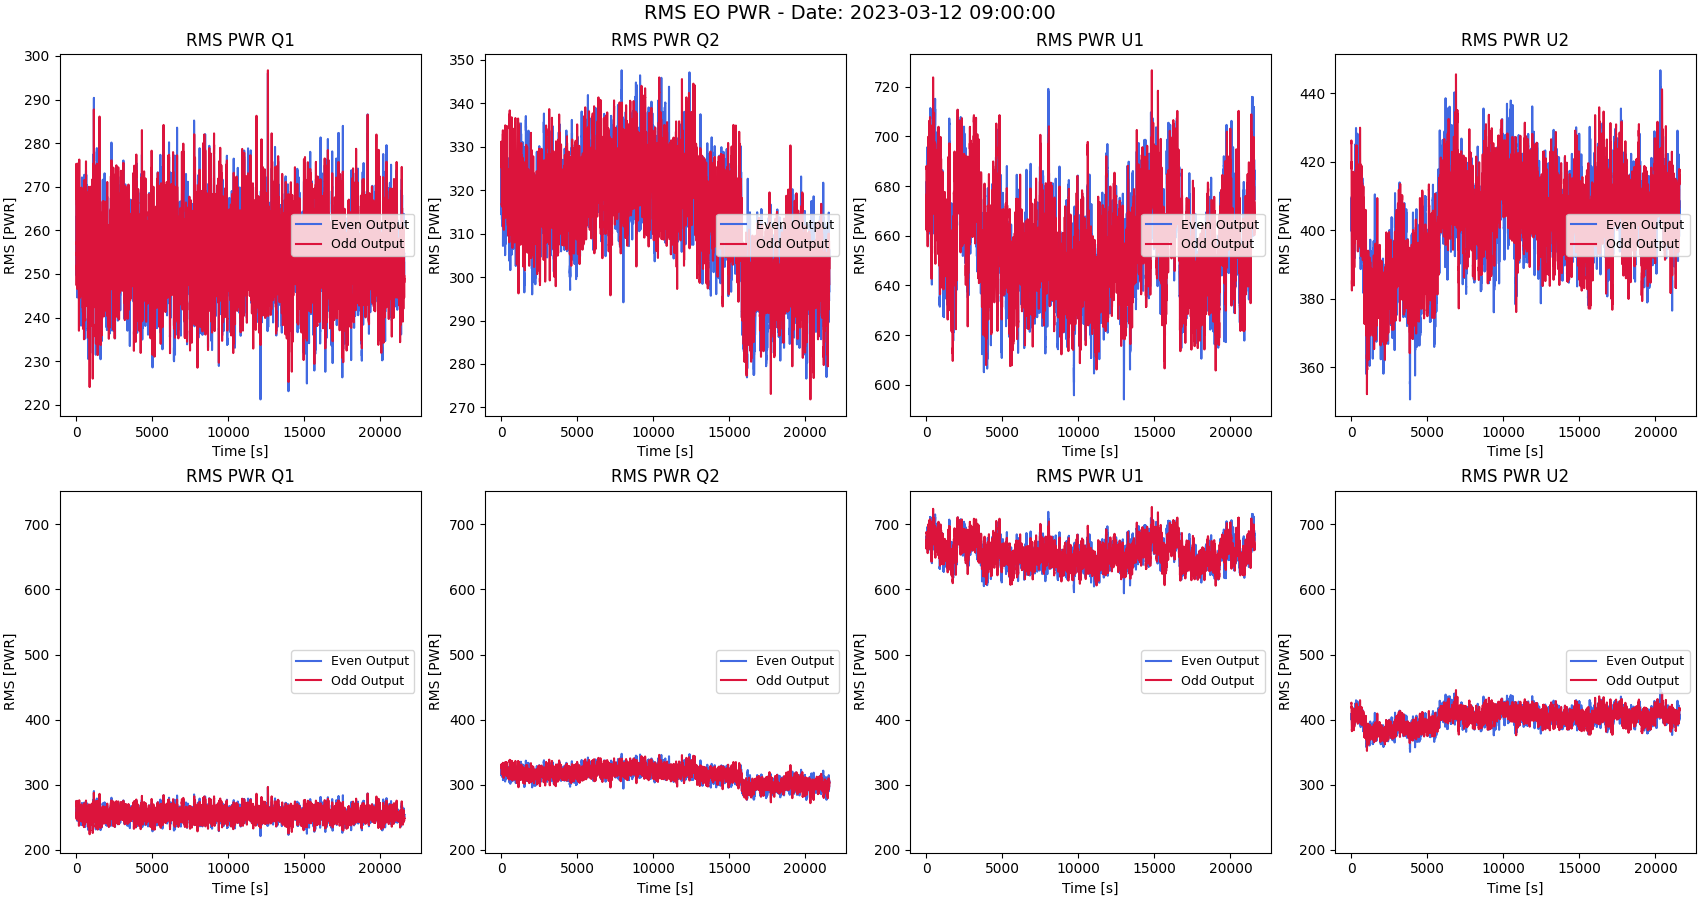 RMS EO PWR - Date: 2023-03-12 09:00:00
RMS PWR Q1
RMS [PWR]
300
290
280
270
260
250
240
230
220
0 5000 10000 15000 20000
Time [s]
Even Output
Odd Output
RMS PWR Q2
RMS [PWR]
350
340
330
320
310
300
290
280
270
0 5000 10000 15000 20000
Time [s]
Even Output
Odd Output
RMS PWR U1
RMS [PWR]
720
700
680
660
640
620
600
0 5000 10000 15000 20000
Time [s]
Even Output
Odd Output
RMS PWR U2
RMS [PWR]
440
420
400
380
360
0 5000 10000 15000 20000
Time [s]
Even Output
Odd Output
RMS PWR Q1
RMS [PWR]
700
600
500
400
300
200
0 5000 10000 15000 20000
Time [s]
Even Output
Odd Output
RMS PWR Q2
RMS [PWR]
700
600
500
400
300
200
0 5000 10000 15000 20000
Time [s]
Even Output
Odd Output
RMS PWR U1
RMS [PWR]
700
600
500
400
300
200
0 5000 10000 15000 20000
Time [s]
Even Output
Odd Output
RMS PWR U2
RMS [PWR]
700
600
500
400
300
200
0 5000 10000 15000 20000
Time [s]
Even Output
Odd Output